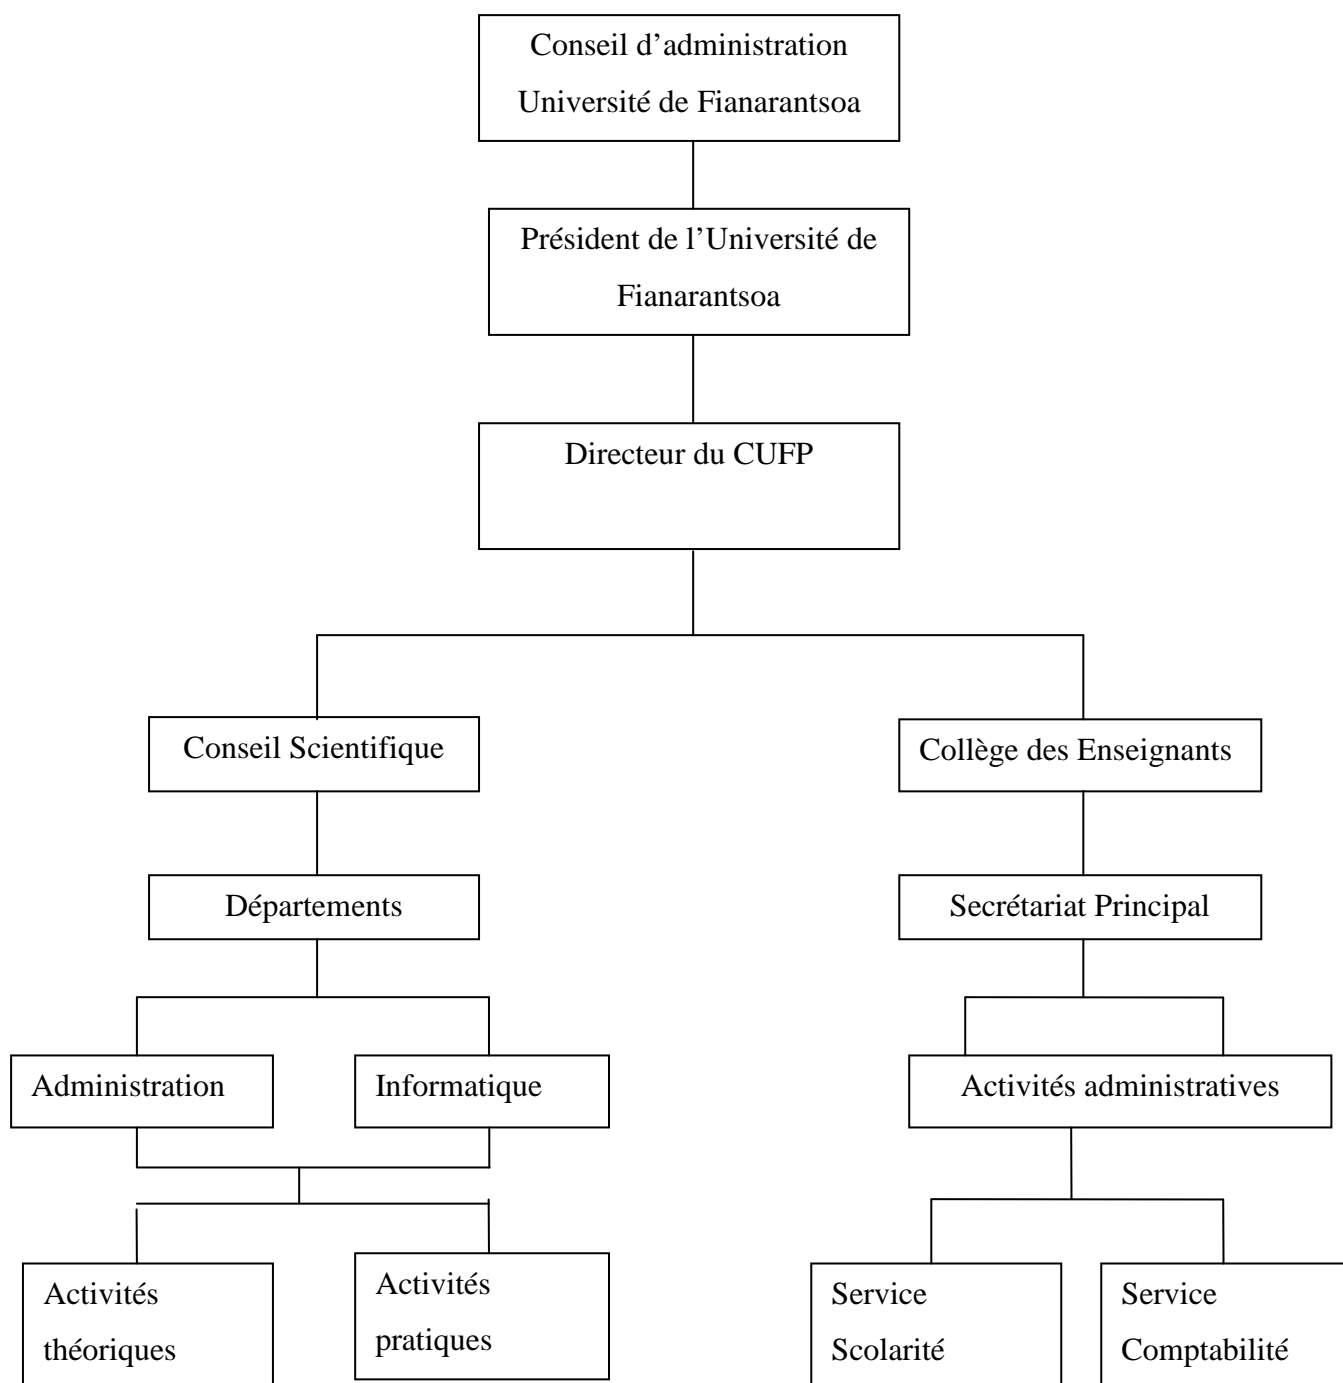 Conseil d’administration
Université de Fianarantsoa
Président de l’Université de
Fianarantsoa
Directeur du CUFP
Conseil Scientifique
Collège des Enseignants
Départements
Secrétariat Principal
Administration
Informatique
Activités administratives
Activités
théoriques
Activités
pratiques
Service
Scolarité
Service
Comptabilité